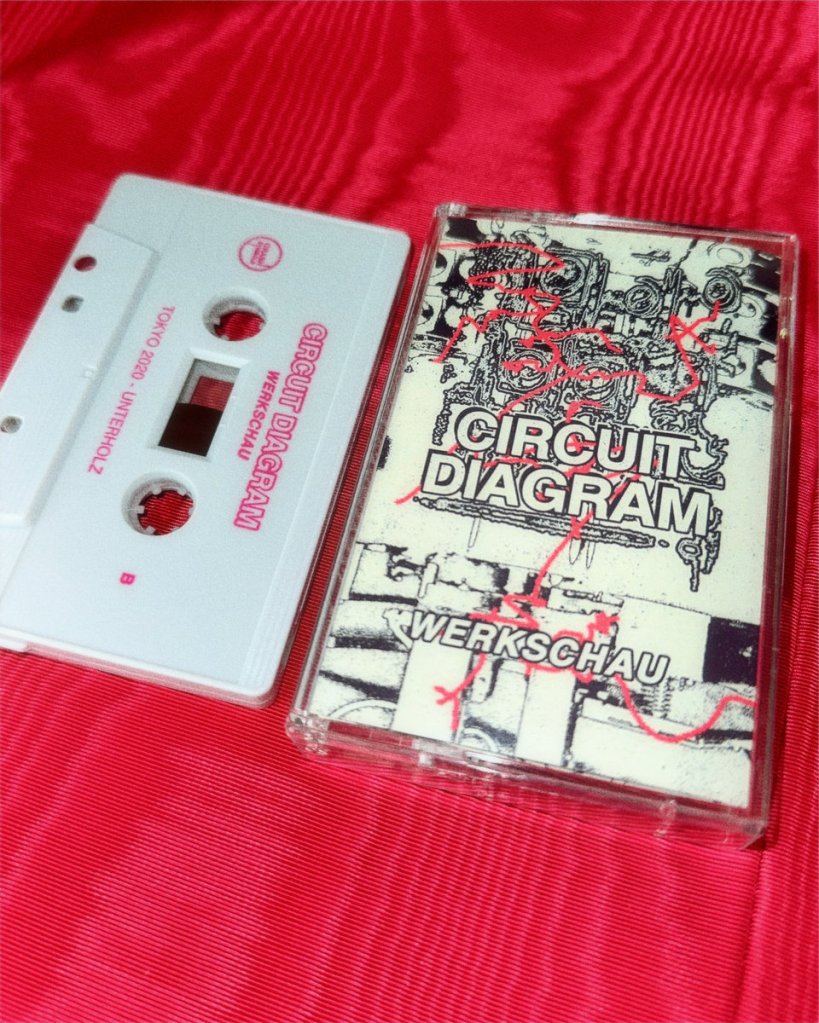 CIRCUIT DIAGRAM
WERKSCHAU
TOKYO 2020 - UNTERHOLZ
B
CIRCUIT
DIAGRAM
WERKSCHAU